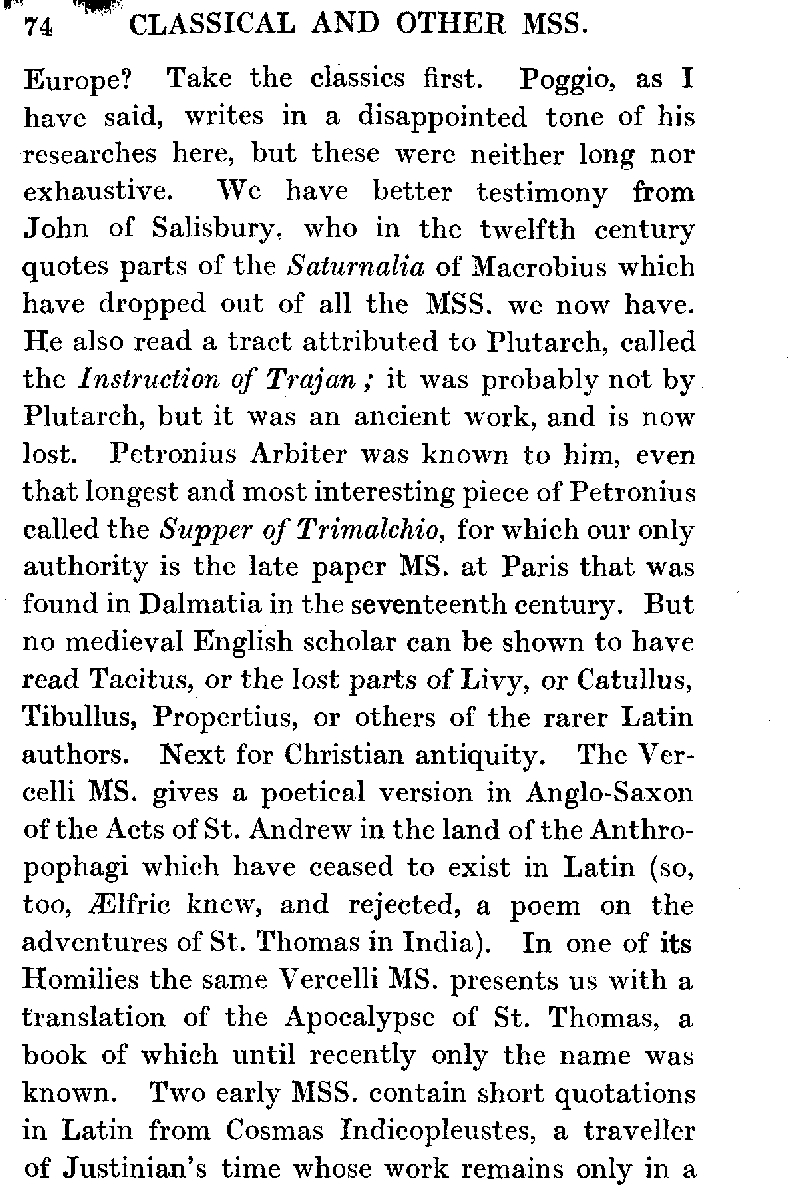 74 CLASSICAL AND OTHER MSS.
Europe? Take the classics first. Poggio, as I
have said, writes in a disappointed tone of his
researches here, but these were neither long nor
exhaustive. We have better testimony from
John of Salisbury, who in the twelfth century
quotes parts of the Saturnalia of Macrobius which
have dropped out of all the MSS. we now have.
He also read a tract attributed to Plutarch, called
the Instruction of Trajan; it was probably not by
Plutarch, but it was an ancient work, and is now
lost. Petronius Arbiter was known to him, even
that longest and most interesting piece of Petronius
called the Supper of Trimalchio, for which our only
authority is the late paper MS. at Paris that was
found in Dalmatia in the seventeenth century. But
no medieval English scholar can be shown to have
read Tacitus, or the lost parts of Livy, or Catullus,
Tibullus, Propertius, or others of the rarer Latin
authors. Next for Christian antiquity. The Ver-
celli MS. gives a poetical version in Anglo-Saxon
of the Acts of St. Andrew in the land of the Anthro-
pophagi which have ceased to exist in Latin (so,
too, Ælfric knew, and rejected, a poem on the
adventures of St. Thomas in India). In one of its
Homilies the same Vercelli MS. presents us with a
translation of the Apocalypse of St. Thomas, a
book of which until recently only the name was
known. Two early MSS. contain short quotations
in Latin from Cosmas Indicopleustes, a traveller
of Justinian's time whose work remains only in a